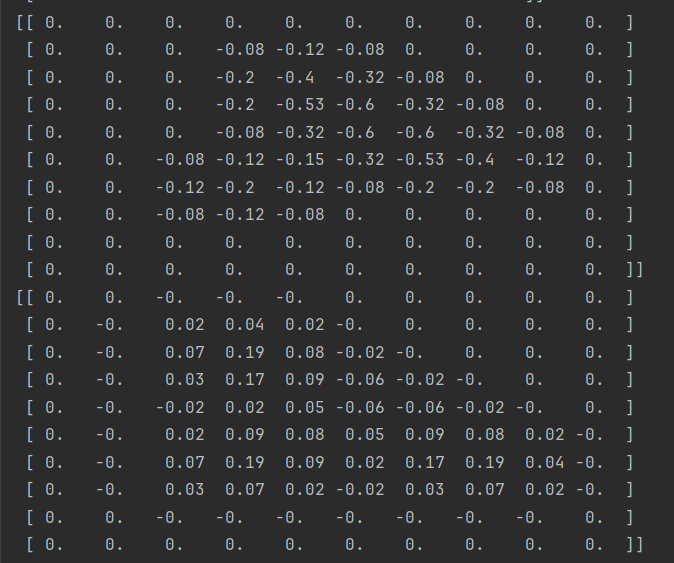 [[ 0.    0.    0.    0.    0.    0.    0.    0.    0.    0.  ]
 [ 0.    0.    0.   -0.08 -0.12 -0.08  0.    0.    0.    0.  ]
 [ 0.    0.    0.   -0.2  -0.4  -0.32 -0.08  0.    0.    0.  ]
 [ 0.    0.    0.   -0.2  -0.53 -0.6  -0.32 -0.08  0.    0.  ]
 [ 0.    0.    0.   -0.08 -0.32 -0.6  -0.6  -0.32 -0.08  0.  ]
 [ 0.    0.   -0.08 -0.12 -0.15 -0.32 -0.53 -0.4  -0.12  0.  ]
 [ 0.    0.   -0.12 -0.2  -0.12 -0.08 -0.2  -0.2  -0.08  0.  ]
 [ 0.    0.   -0.08 -0.12 -0.08  0.    0.    0.    0.    0.  ]
 [ 0.    0.    0.    0.    0.    0.    0.    0.    0.    0.  ]
 [ 0.    0.    0.    0.    0.    0.    0.    0.    0.    0.  ]]
[[ 0.    0.   -0.   -0.   -0.    0.    0.    0.    0.    0.  ]
 [ 0.   -0.    0.02  0.04  0.02 -0.    0.    0.    0.    0.  ]
 [ 0.   -0.    0.07  0.19  0.08 -0.02 -0.    0.    0.    0.  ]
 [ 0.   -0.    0.03  0.17  0.09 -0.06 -0.02 -0.    0.    0.  ]
 [ 0.   -0.   -0.02  0.02  0.05 -0.06 -0.06 -0.02 -0.    0.  ]
 [ 0.   -0.    0.02  0.09  0.08  0.05  0.09  0.08  0.02 -0.  ]
 [ 0.   -0.    0.07  0.19  0.09  0.02  0.17  0.19  0.04 -0.  ]
 [ 0.   -0.    0.03  0.07  0.02 -0.02  0.03  0.07  0.02 -0.  ]
 [ 0.    0.   -0.   -0.   -0.   -0.   -0.   -0.   -0.    0.  ]
 [ 0.    0.    0.    0.    0.    0.    0.    0.    0.    0.  ]]